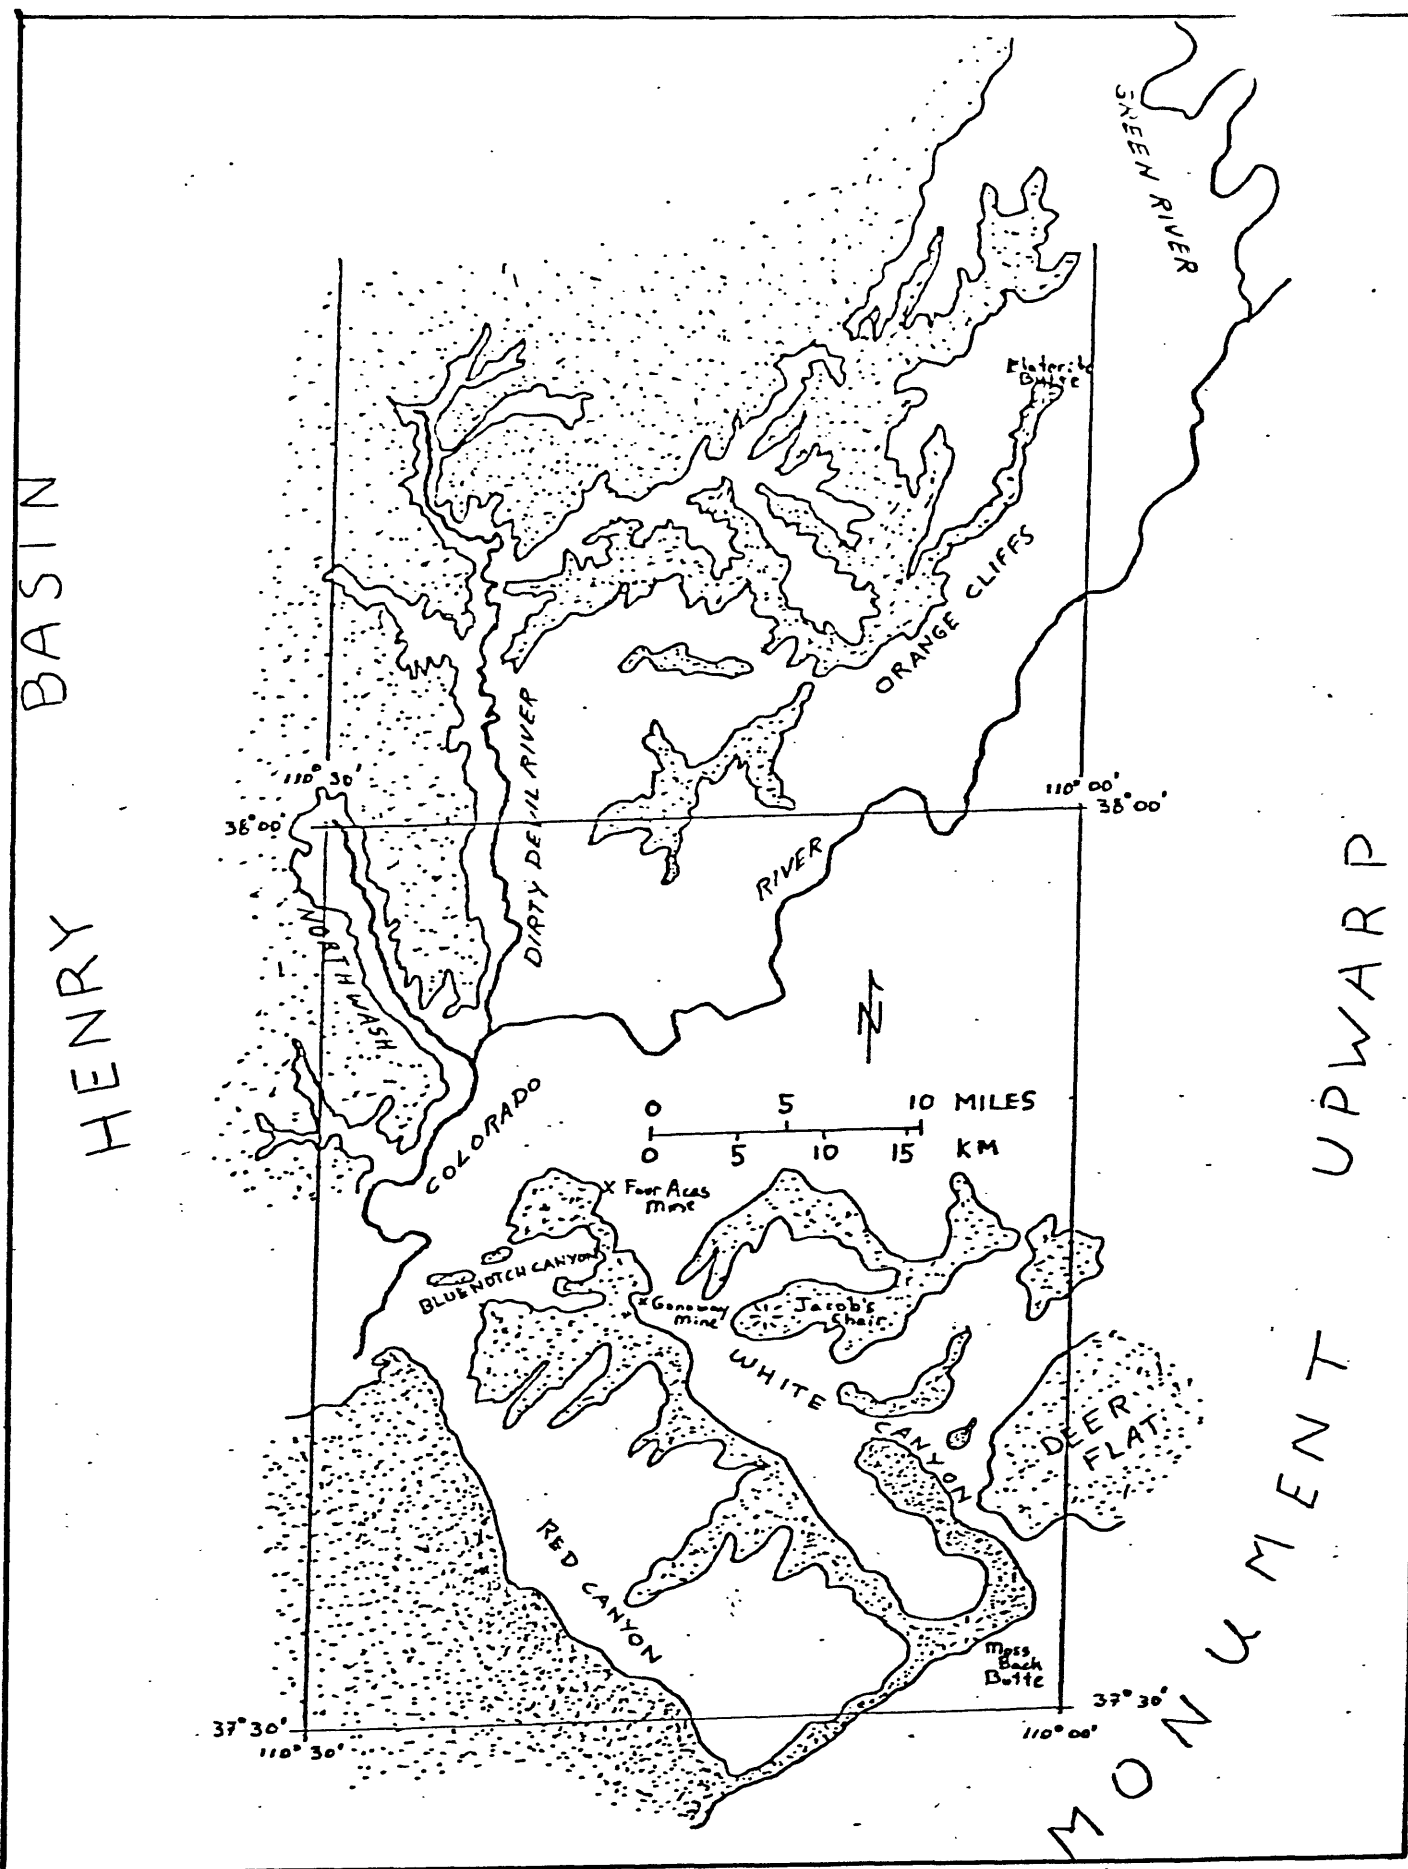 GREEN RIVER
Elaterite
Butte
HENRY BASIN
ORANGE CLIFFS
DIRTY DEVIL RIVER
110° 30'
110° 00'
38° 00'
38° 00'
RIVER
NORTH WASH
N
COLORADO
0 5 10 MILES
0 5 10 15 KM
x Four Aces
Mine
BLUE NOTCH CANYON
x Gonaway
Mine
Jacob's
Chair
WHITE CANYON
DEER
FLAT
RED CANYON
Moss
Back
Butte
37° 30'
37° 30'
110° 30'
110° 00'
MONUMENT UPWARP